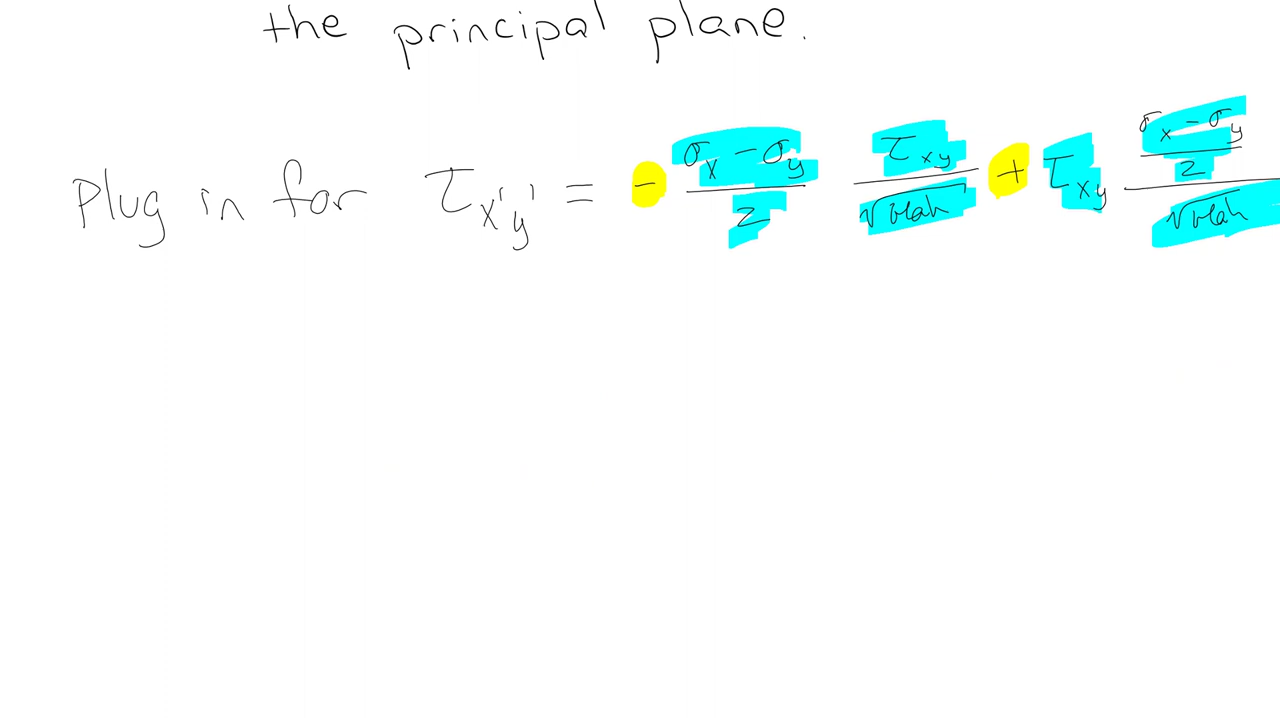 the principal plane.
Plug in for τx'y' = - (σx - σy)/2 τxy/√blah + τxy ((σx - σy)/2)/√blah